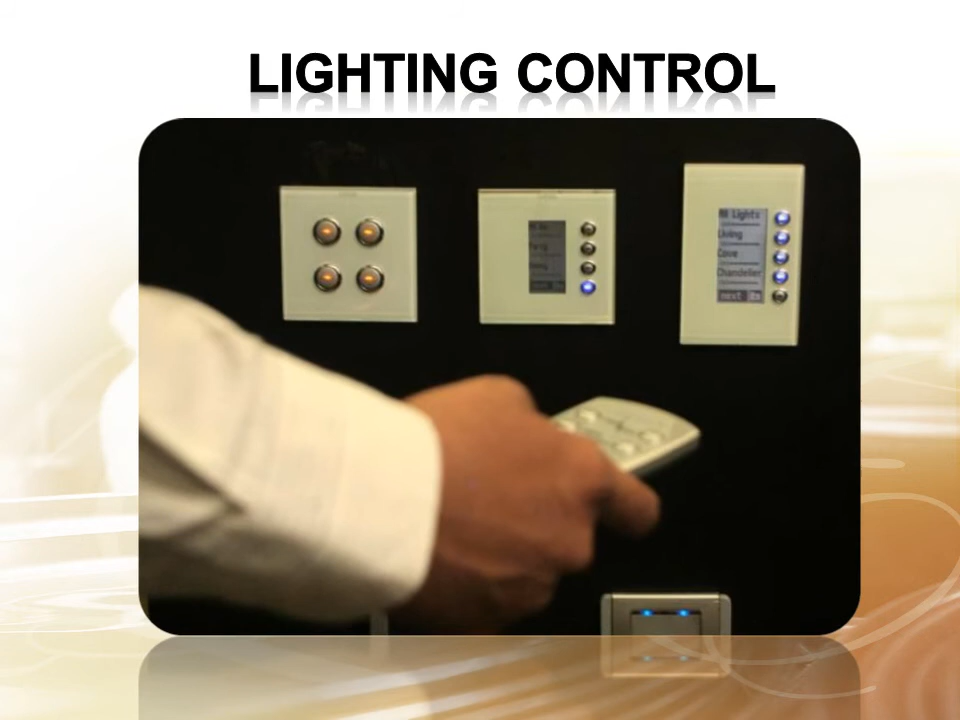 LIGHTING CONTROL
All Lights
Living
Cove
Chandelier
next